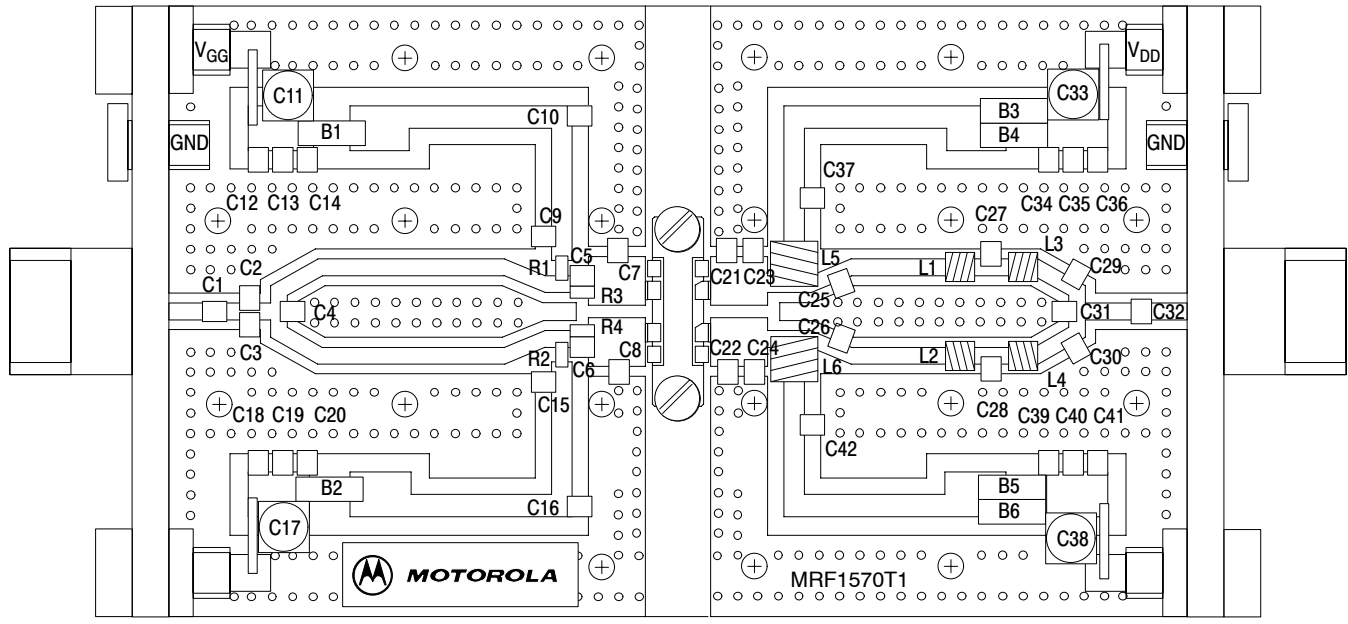 VGG
VDD
C11
C33
B1
C10
B3
B4
GND
GND
C37
C12 C13 C14
C34 C35 C36
C9
C27
L3
C5
L5
R1
C7
C21 C23
L1
C29
C2
C1
R3
C25
C4
C31
C32
C26
R4
C3
C8
R2
C6
C22 C24
L2
C30
L6
L4
C15
C28
C18 C19 C20
C39 C40 C41
C42
B2
B5
C16
B6
C17
C38
MOTOROLA
MRF1570T1